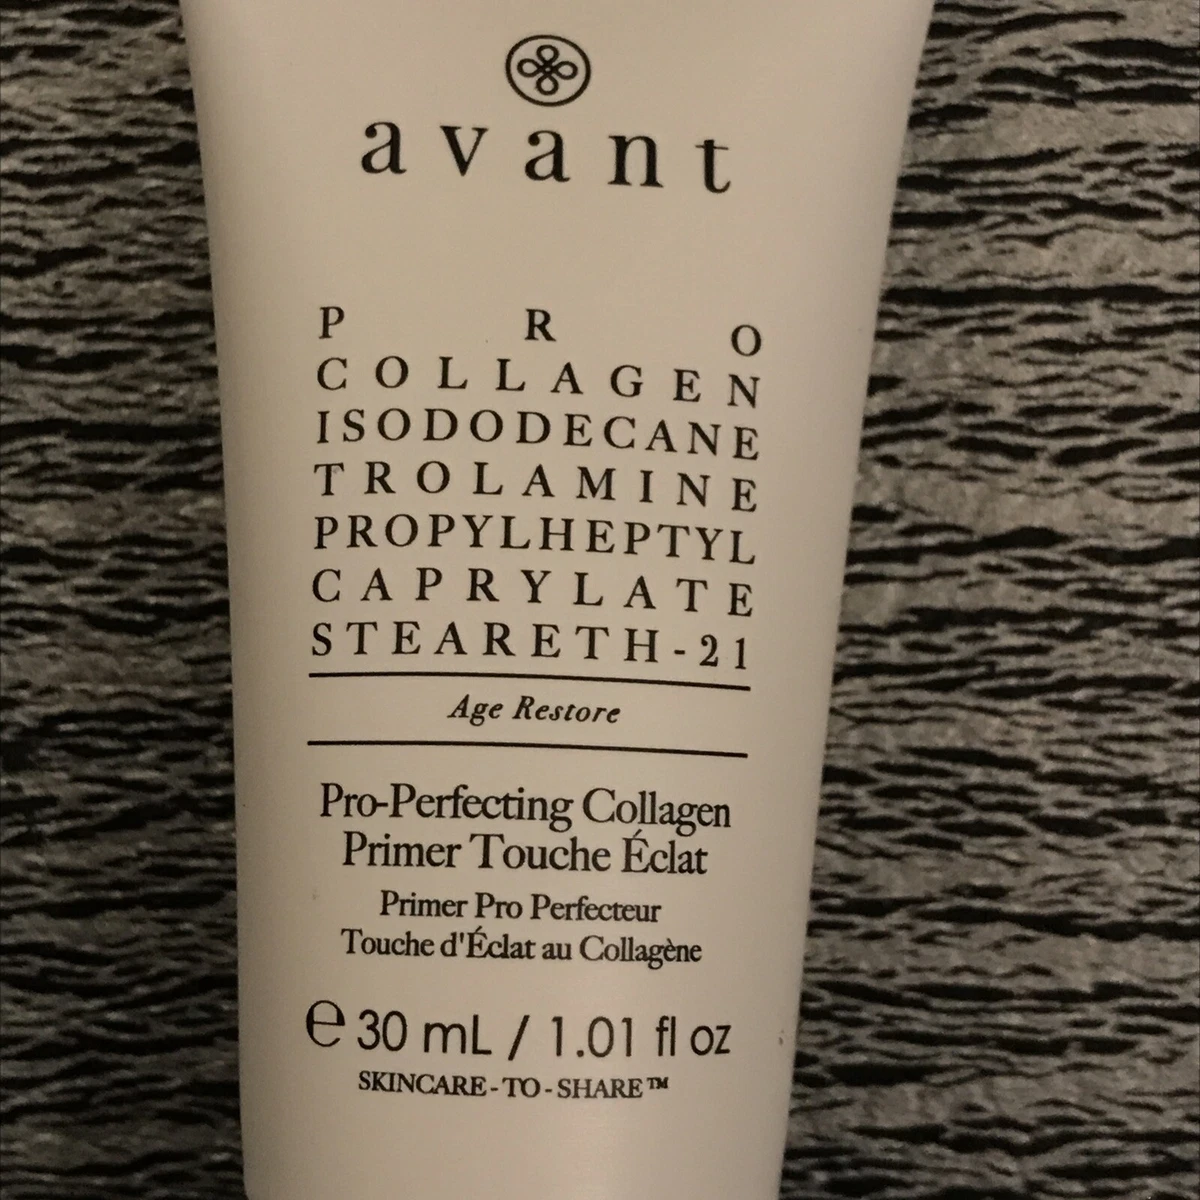 avant
PRO
COLLAGEN
ISODODECANE
TROLAMINE
PROPYLHEPTYL
CAPRYLATE
STEARETH-21
Age Restore
Pro-Perfecting Collagen
Primer Touche Éclat
Primer Pro Perfecteur
Touche d'Éclat au Collagène
℮ 30 mL / 1.01 fl oz
SKINCARE-TO-SHARE™